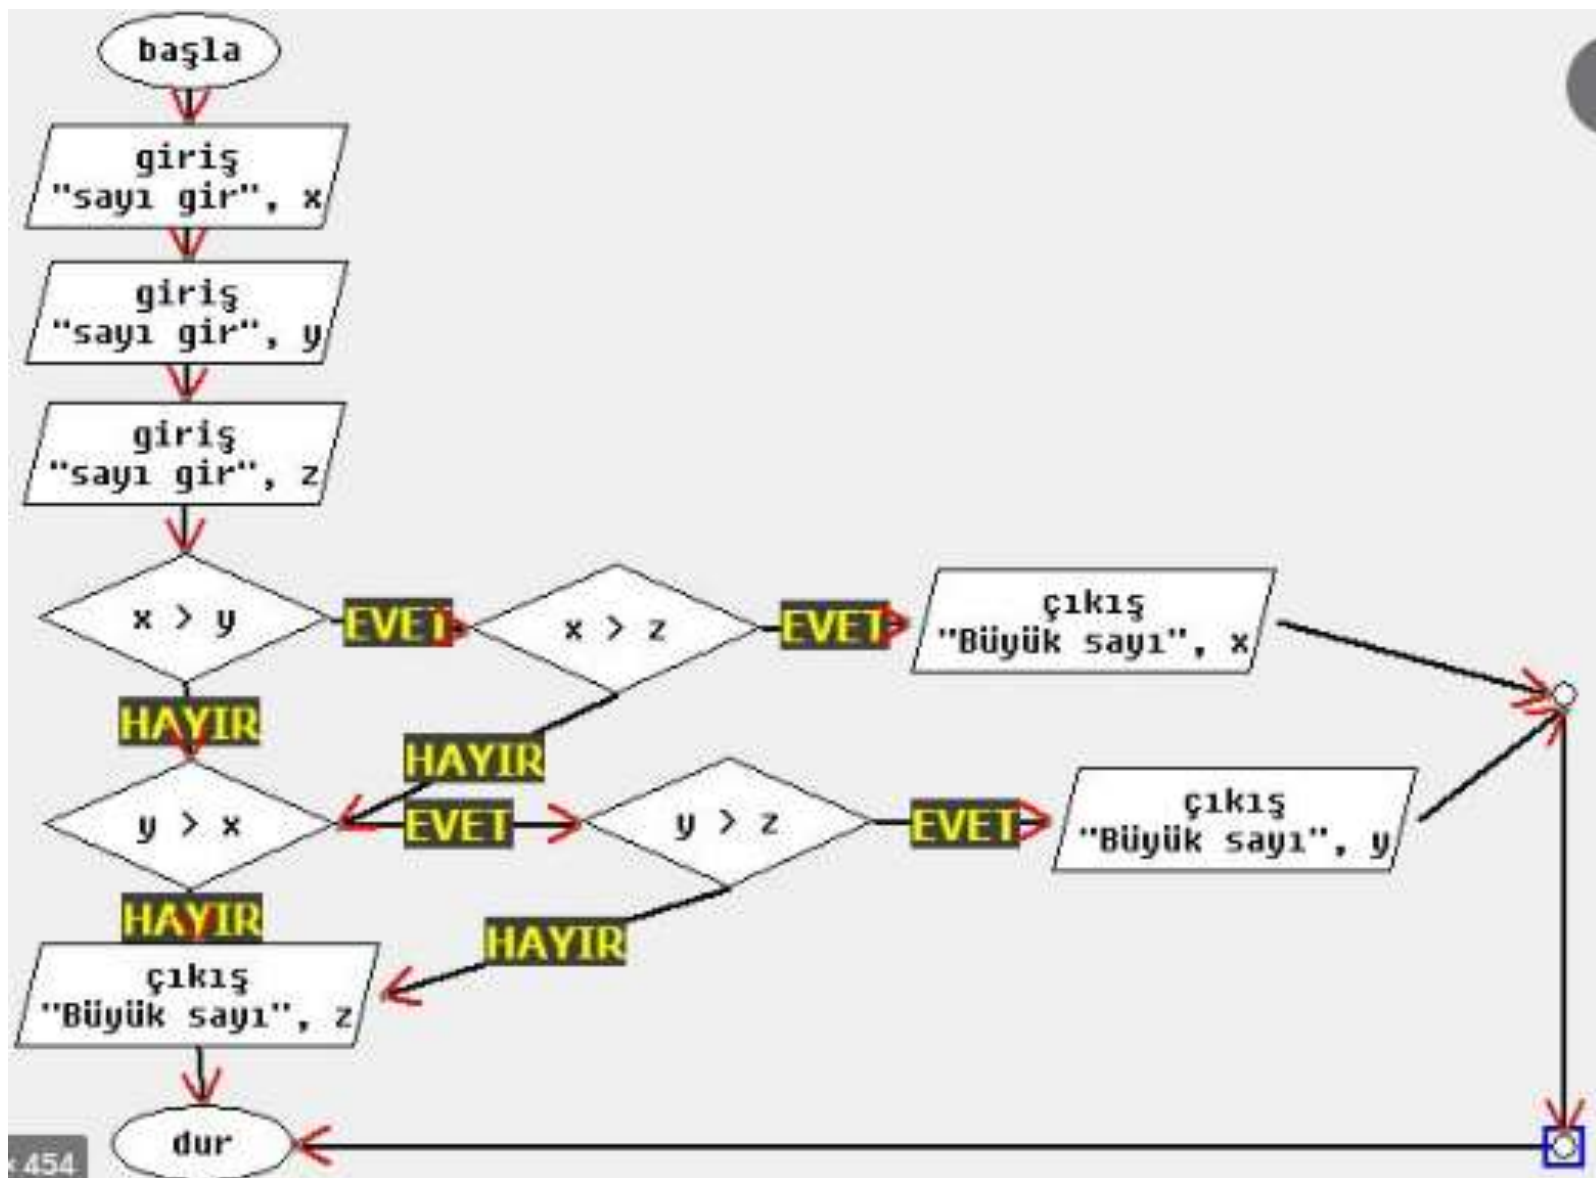 başla
giriş
"sayı gir", x
giriş
"sayı gir", y
giriş
"sayı gir", z
x > y
EVET
x > z
EVET
çıkış
"Büyük sayı", x
HAYIR
HAYIR
y > x
EVET
y > z
EVET
çıkış
"Büyük sayı", y
HAYIR
HAYIR
çıkış
"Büyük sayı", z
dur
× 454